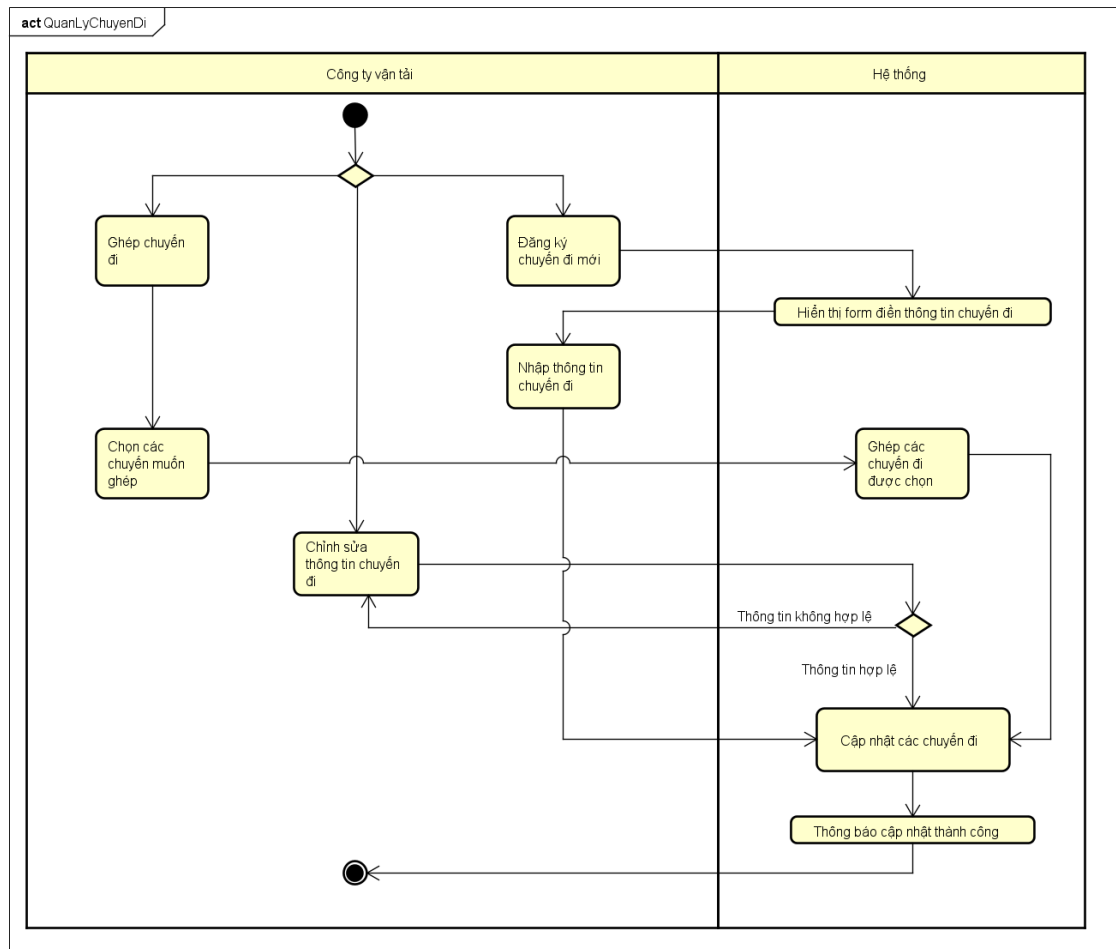 act QuanLyChuyenDi
Công ty vận tải
Hệ thống
Ghép chuyến
đi
Đăng ký
chuyến đi mới
Hiển thị form điền thông tin chuyến đi
Nhập thông tin
chuyến đi
Chọn các
chuyến muốn
ghép
Ghép các
chuyến đi
được chọn
Chỉnh sửa
thông tin chuyến
đi
Thông tin không hợp lệ
Thông tin hợp lệ
Cập nhật các chuyến đi
Thông báo cập nhật thành công